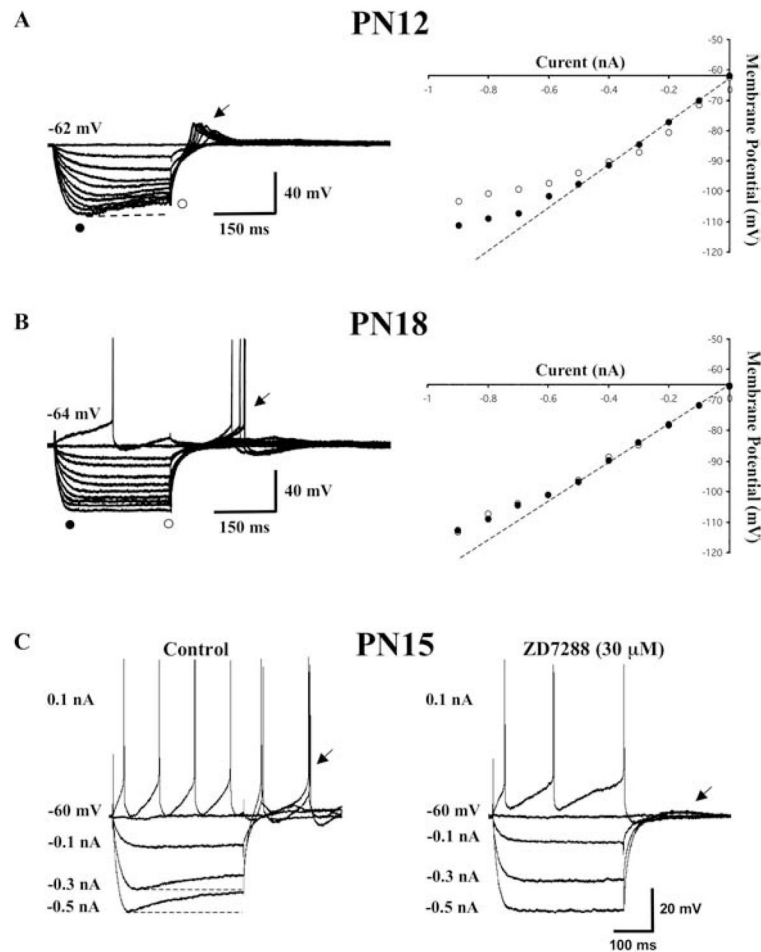 A
PN12
-62 mV
40 mV
150 ms
Curent (nA)
-1 -0.8 -0.6 -0.4 -0.2 0
-50
-60
-70
-80
-90
-100
-110
-120
Membrane Potential (mV)
B
PN18
-64 mV
40 mV
150 ms
Curent (nA)
-1 -0.8 -0.6 -0.4 -0.2 0
-50
-60
-70
-80
-90
-100
-110
-120
Membrane Potential (mV)
C
PN15
Control
ZD7288 (30 μM)
0.1 nA
-60 mV
-0.1 nA
-0.3 nA
-0.5 nA
0.1 nA
-60 mV
-0.1 nA
-0.3 nA
-0.5 nA
20 mV
100 ms